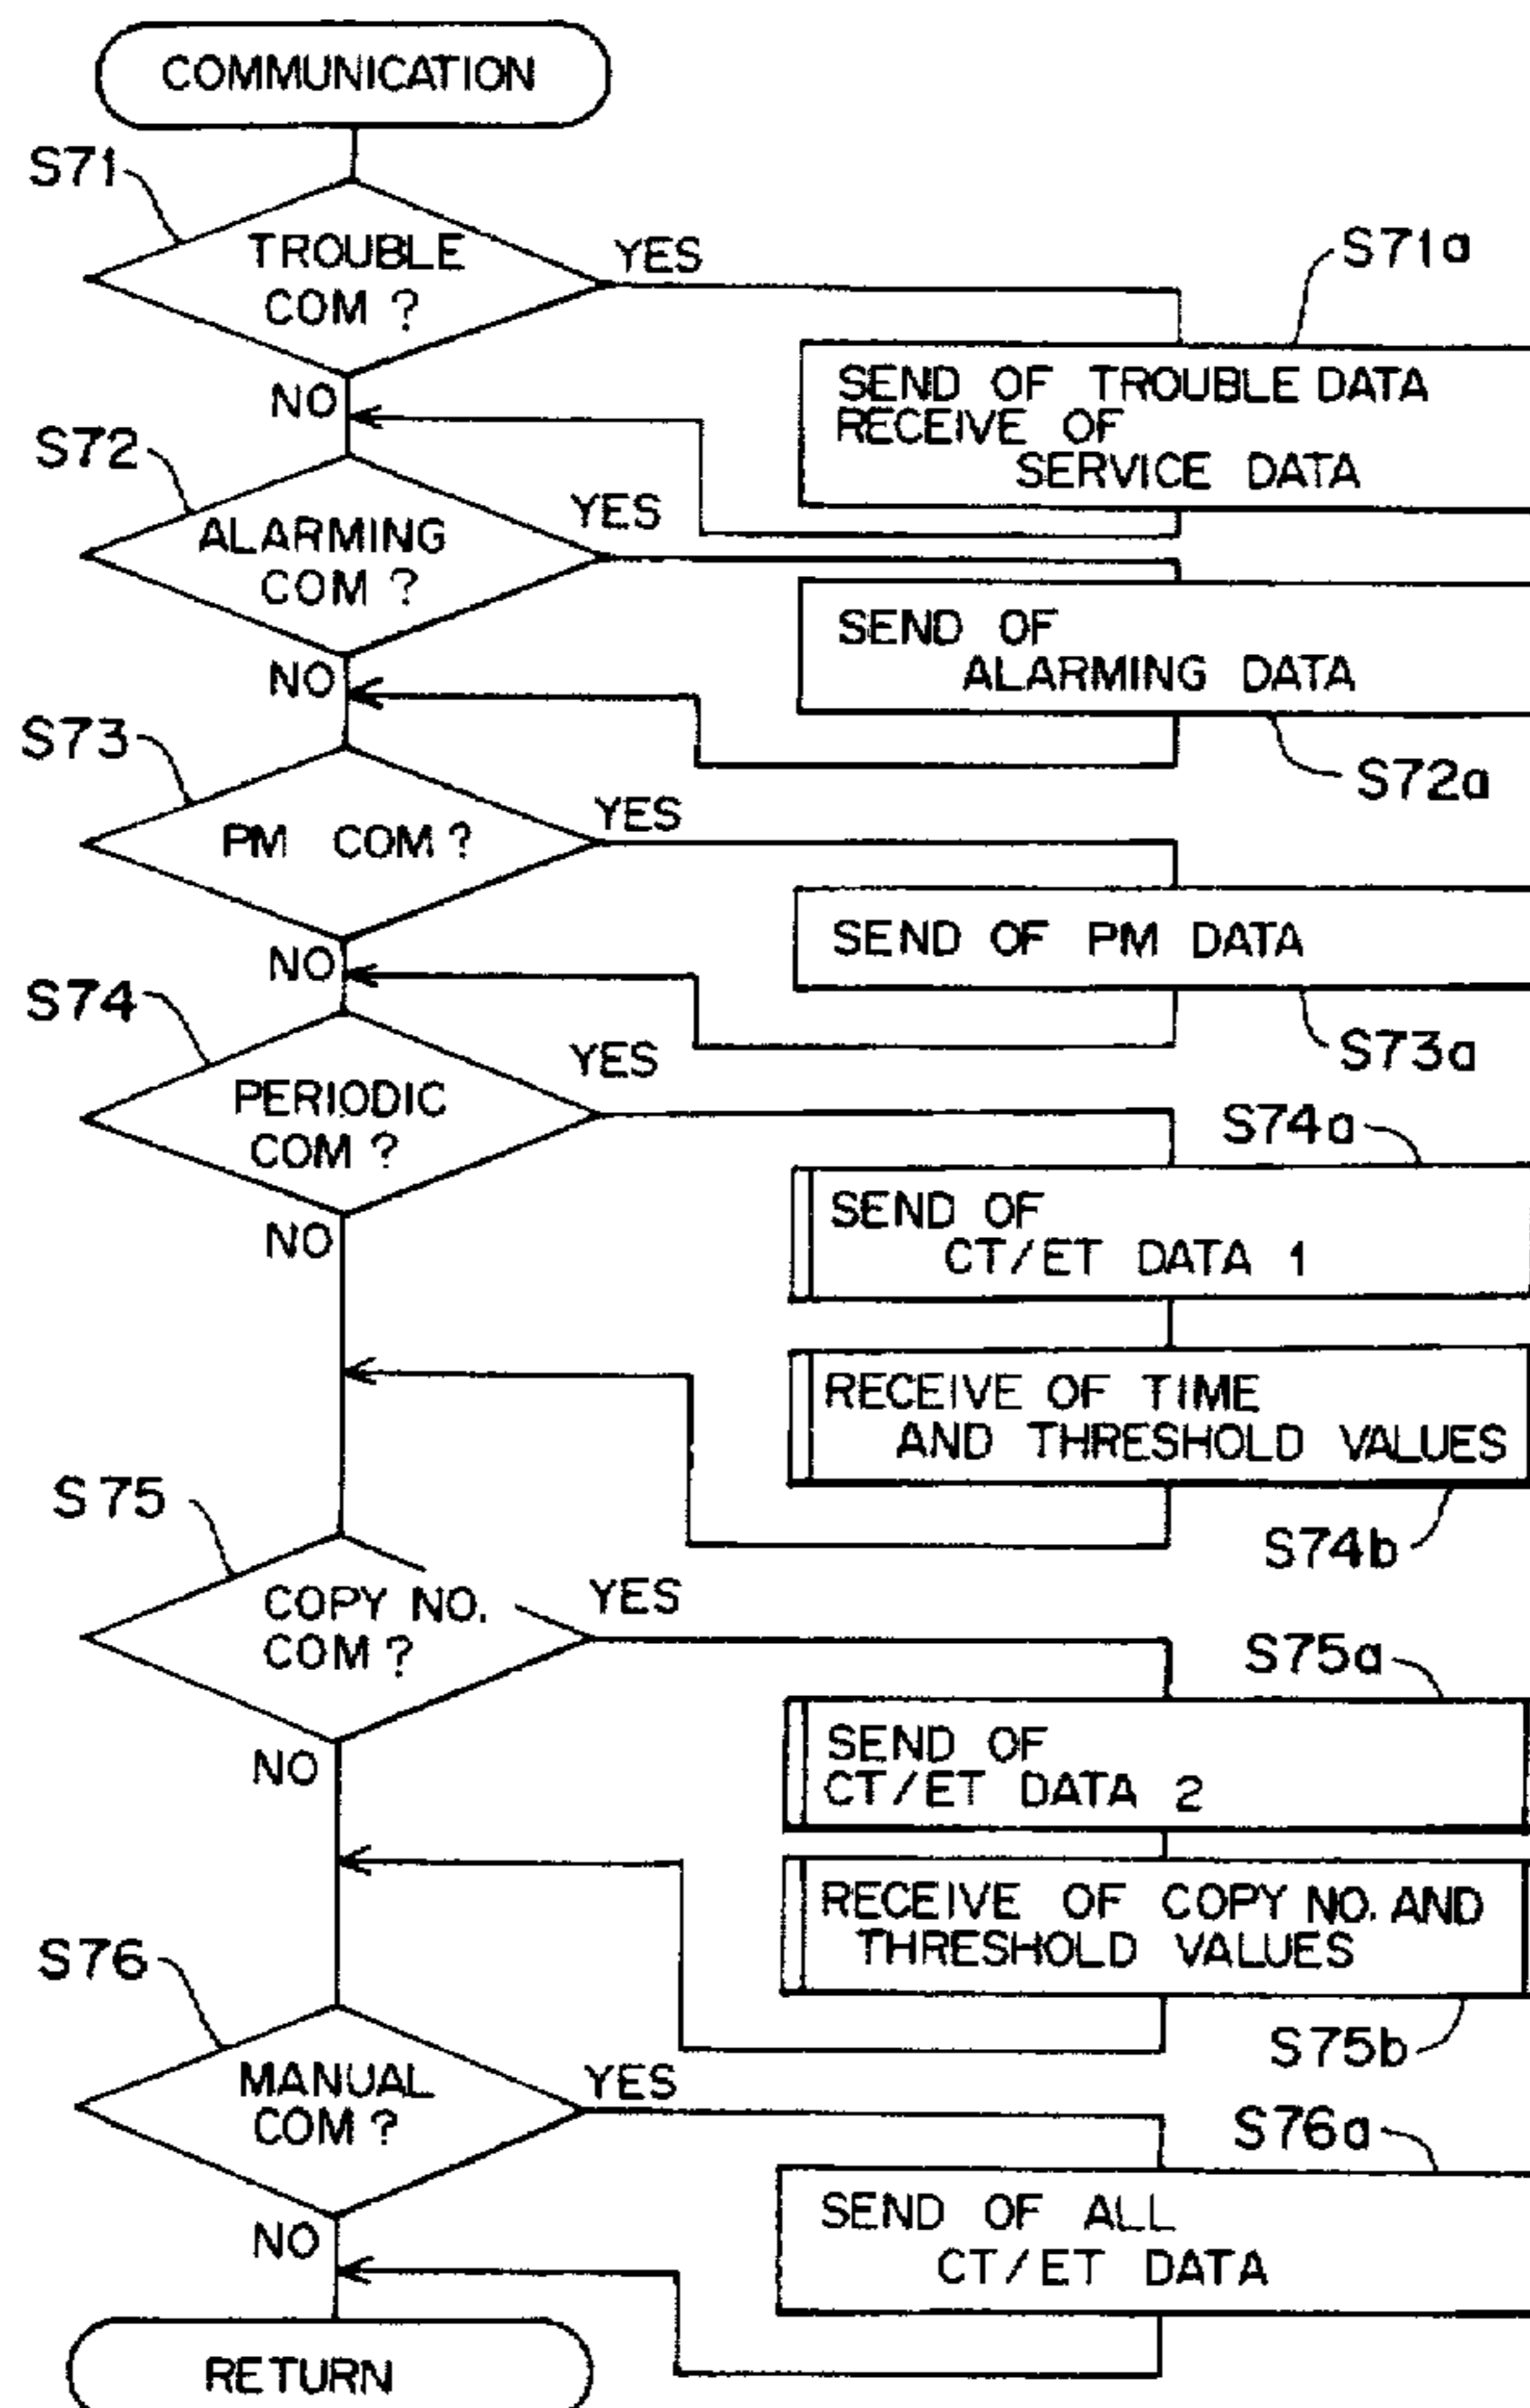 COMMUNICATION
S71
TROUBLE
COM ?
YES
NO
S71a
SEND OF TROUBLE DATA
RECEIVE OF
SERVICE DATA
S72
ALARMING
COM ?
YES
NO
SEND OF
ALARMING DATA
S72a
S73
PM COM ?
YES
NO
SEND OF PM DATA
S73a
S74
PERIODIC
COM ?
YES
NO
S74a
SEND OF
CT/ET DATA 1
RECEIVE OF TIME
AND THRESHOLD VALUES
S74b
S75
COPY NO.
COM ?
YES
NO
S75a
SEND OF
CT/ET DATA 2
RECEIVE OF COPY NO. AND
THRESHOLD VALUES
S75b
S76
MANUAL
COM ?
YES
NO
S76a
SEND OF ALL
CT/ET DATA
RETURN